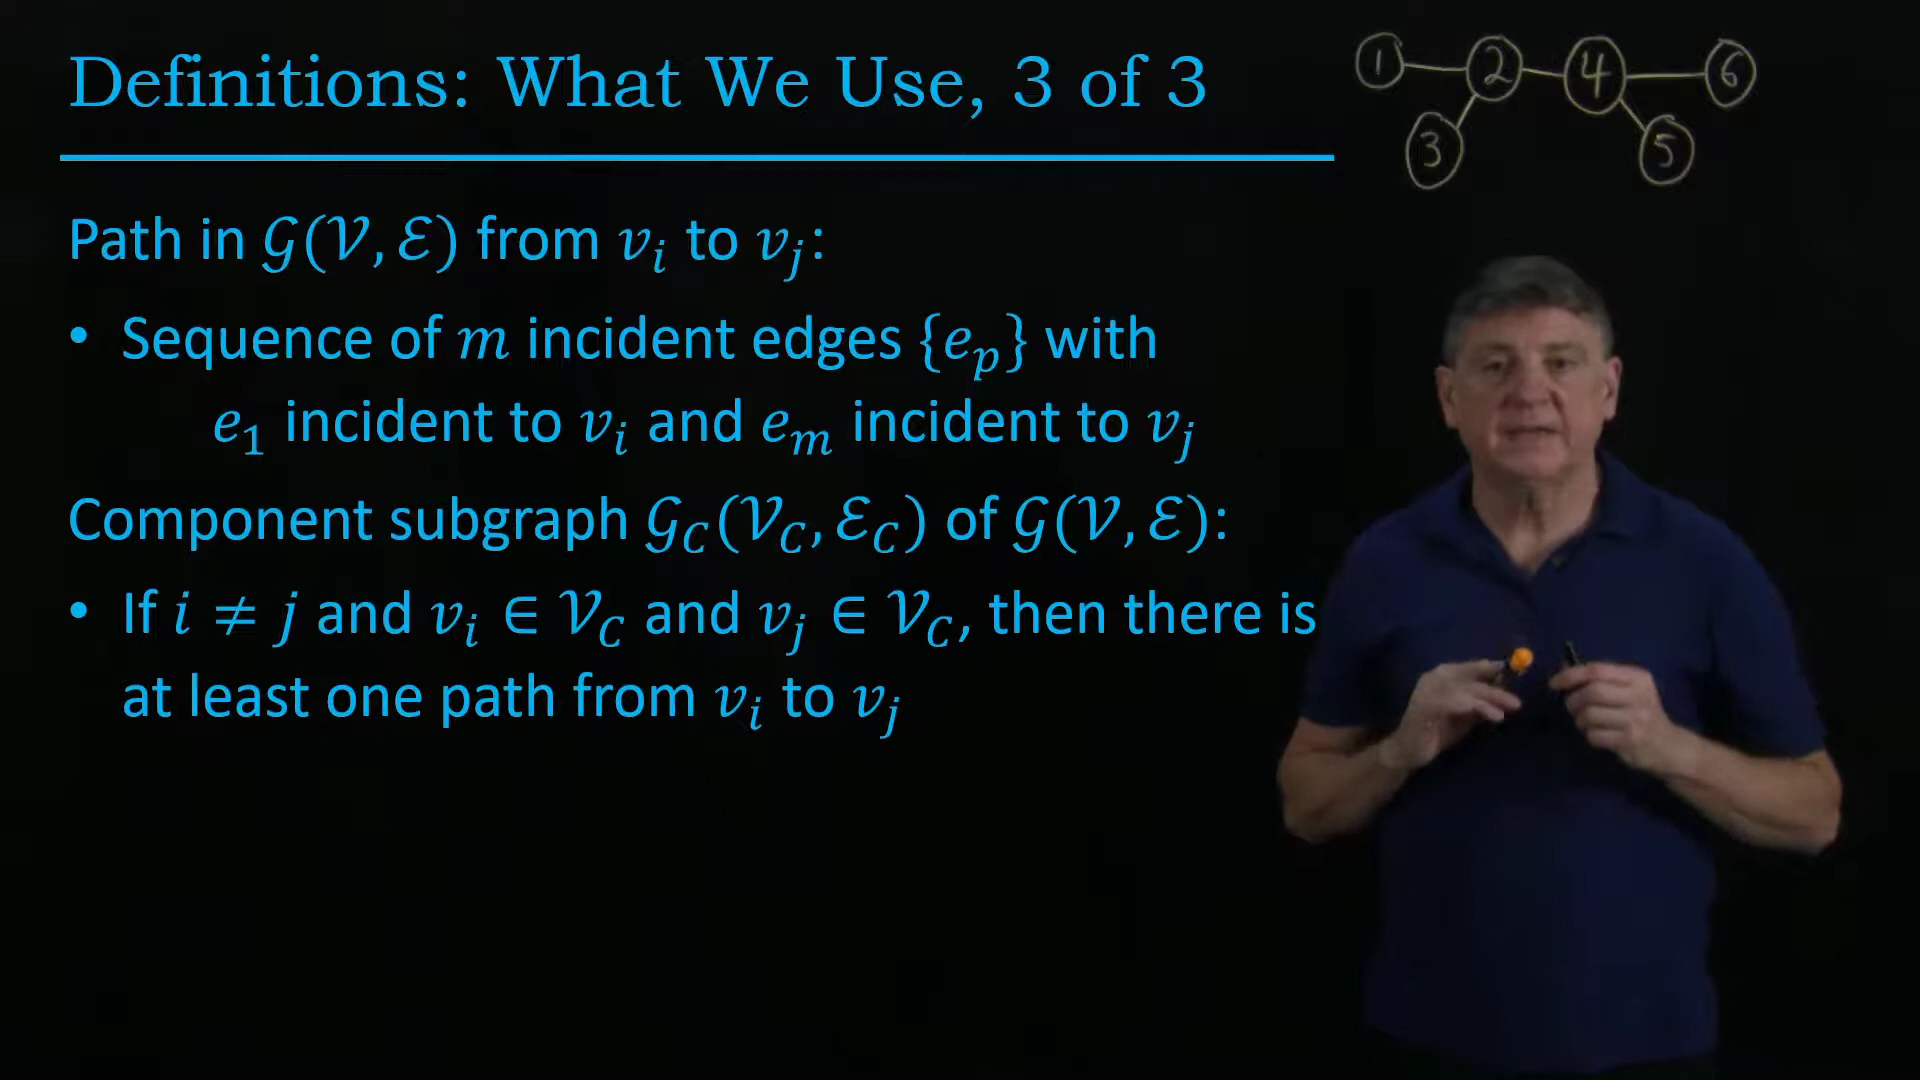 Definitions: What We Use, 3 of 3
1 2 4 6
3 5
Path in 𝒢(𝒱, ℰ) from vᵢ to vⱼ:
• Sequence of m incident edges {eₚ} with
e₁ incident to vᵢ and eₘ incident to vⱼ
Component subgraph 𝒢_C(𝒱_C, ℰ_C) of 𝒢(𝒱, ℰ):
• If i ≠ j and vᵢ ∈ 𝒱_C and vⱼ ∈ 𝒱_C, then there is
at least one path from vᵢ to vⱼ